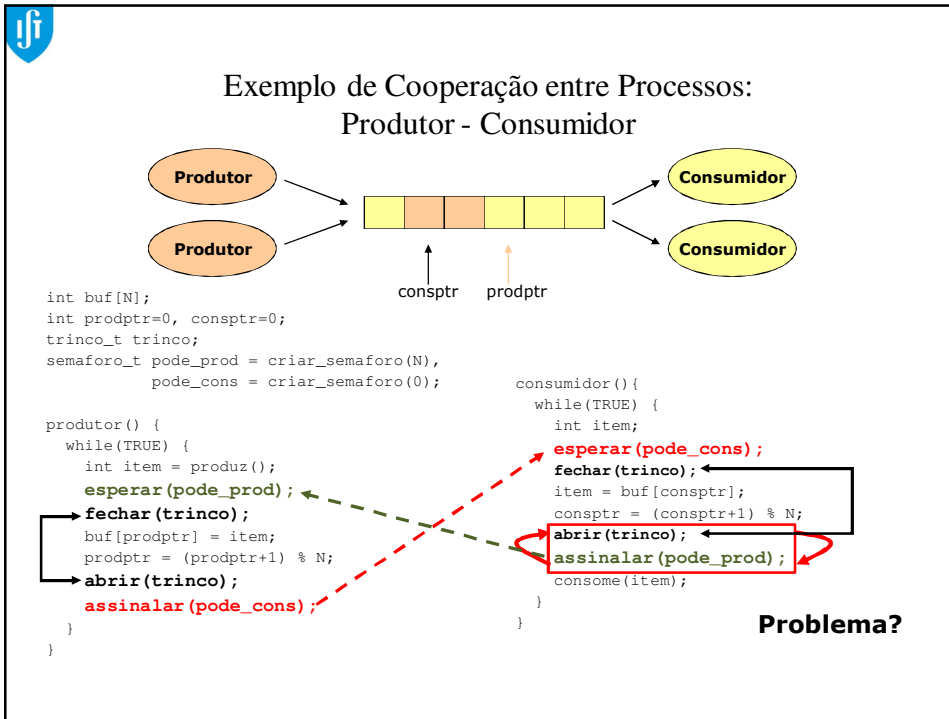 ıfı
Exemplo de Cooperação entre Processos:
Produtor - Consumidor
Produtor
Consumidor
Produtor
Consumidor
consptr prodptr
int buf[N];
int prodptr=0, consptr=0;
trinco_t trinco;
semaforo_t pode_prod = criar_semaforo(N),
pode_cons = criar_semaforo(0);
produtor() {
while(TRUE) {
int item = produz();
esperar(pode_prod);
fechar(trinco);
buf[prodptr] = item;
prodptr = (prodptr+1) % N;
abrir(trinco);
assinalar(pode_cons);
}
}
consumidor(){
while(TRUE) {
int item;
esperar(pode_cons);
fechar(trinco);
item = buf[consptr];
consptr = (consptr+1) % N;
abrir(trinco);
assinalar(pode_prod);
consome(item);
}
}
Problema?